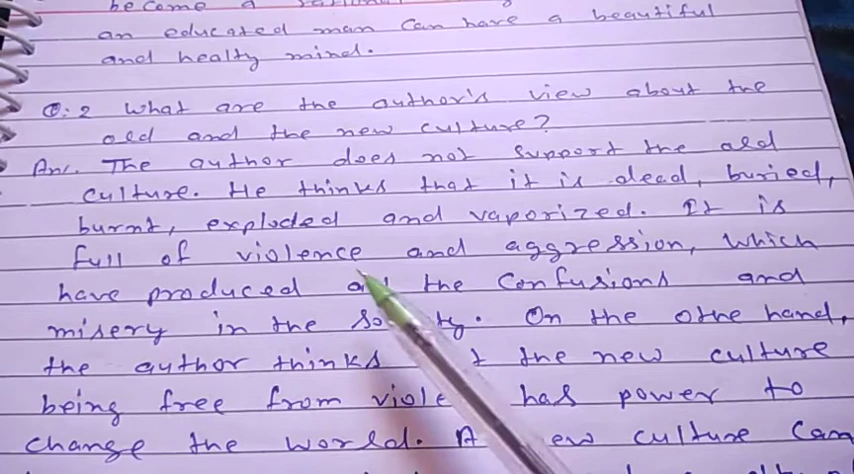 become a
an educated man can have a beautiful
and healty mind.
Q:2 What are the author's view about the
old and the new culture?
Ans. The author does not support the old
culture. He thinks that it is dead, buried,
burnt, exploded and vaporized. It is
full of violence and aggression, which
have produced the confusions and
misery in the . On the othe hand,
the author thinks the new culture
being free from has power to
change the world. A culture can